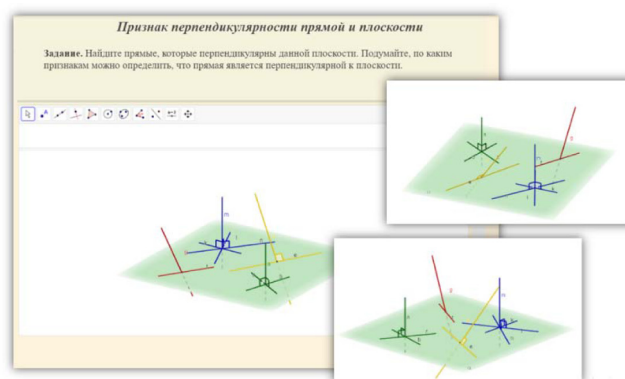 Признак перпендикулярности прямой и плоскости
Задание. Найдите прямые, которые перпендикулярны данной плоскости. Подумайте, по каким
признакам можно определить, что прямая является перпендикулярной к плоскости.